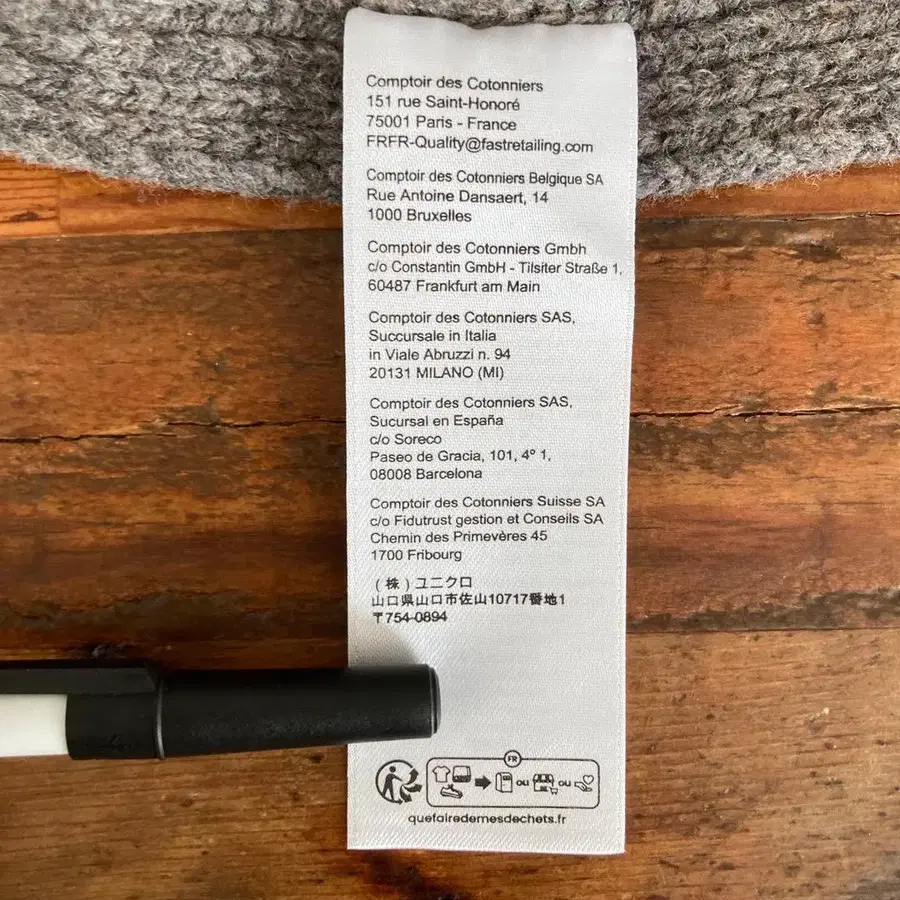 Comptoir des Cotonniers
151 rue Saint-Honoré
75001 Paris - France
FRFR-Quality@fastretailing.com
Comptoir des Cotonniers Belgique SA
Rue Antoine Dansaert, 14
1000 Bruxelles
Comptoir des Cotonniers Gmbh
c/o Constantin GmbH - Tilsiter Straße 1,
60487 Frankfurt am Main
Comptoir des Cotonniers SAS,
Succursale in Italia
in Viale Abruzzi n. 94
20131 MILANO (MI)
Comptoir des Cotonniers SAS,
Sucursal en España
c/o Soreco
Paseo de Gracia, 101, 4º 1,
08008 Barcelona
Comptoir des Cotonniers Suisse SA
c/o Fidutrust gestion et Conseils SA
Chemin des Primevères 45
1700 Fribourg
(株)ユニクロ
山口県山口市佐山10717番地1
〒754-0894
FR
ou ou
quefairedemesdechets.fr